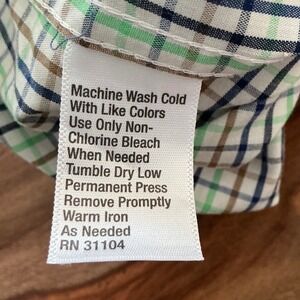 Machine Wash Cold
With Like Colors
Use Only Non-
Chlorine Bleach
When Needed
Tumble Dry Low
Permanent Press
Remove Promptly
Warm Iron
As Needed
RN 31104